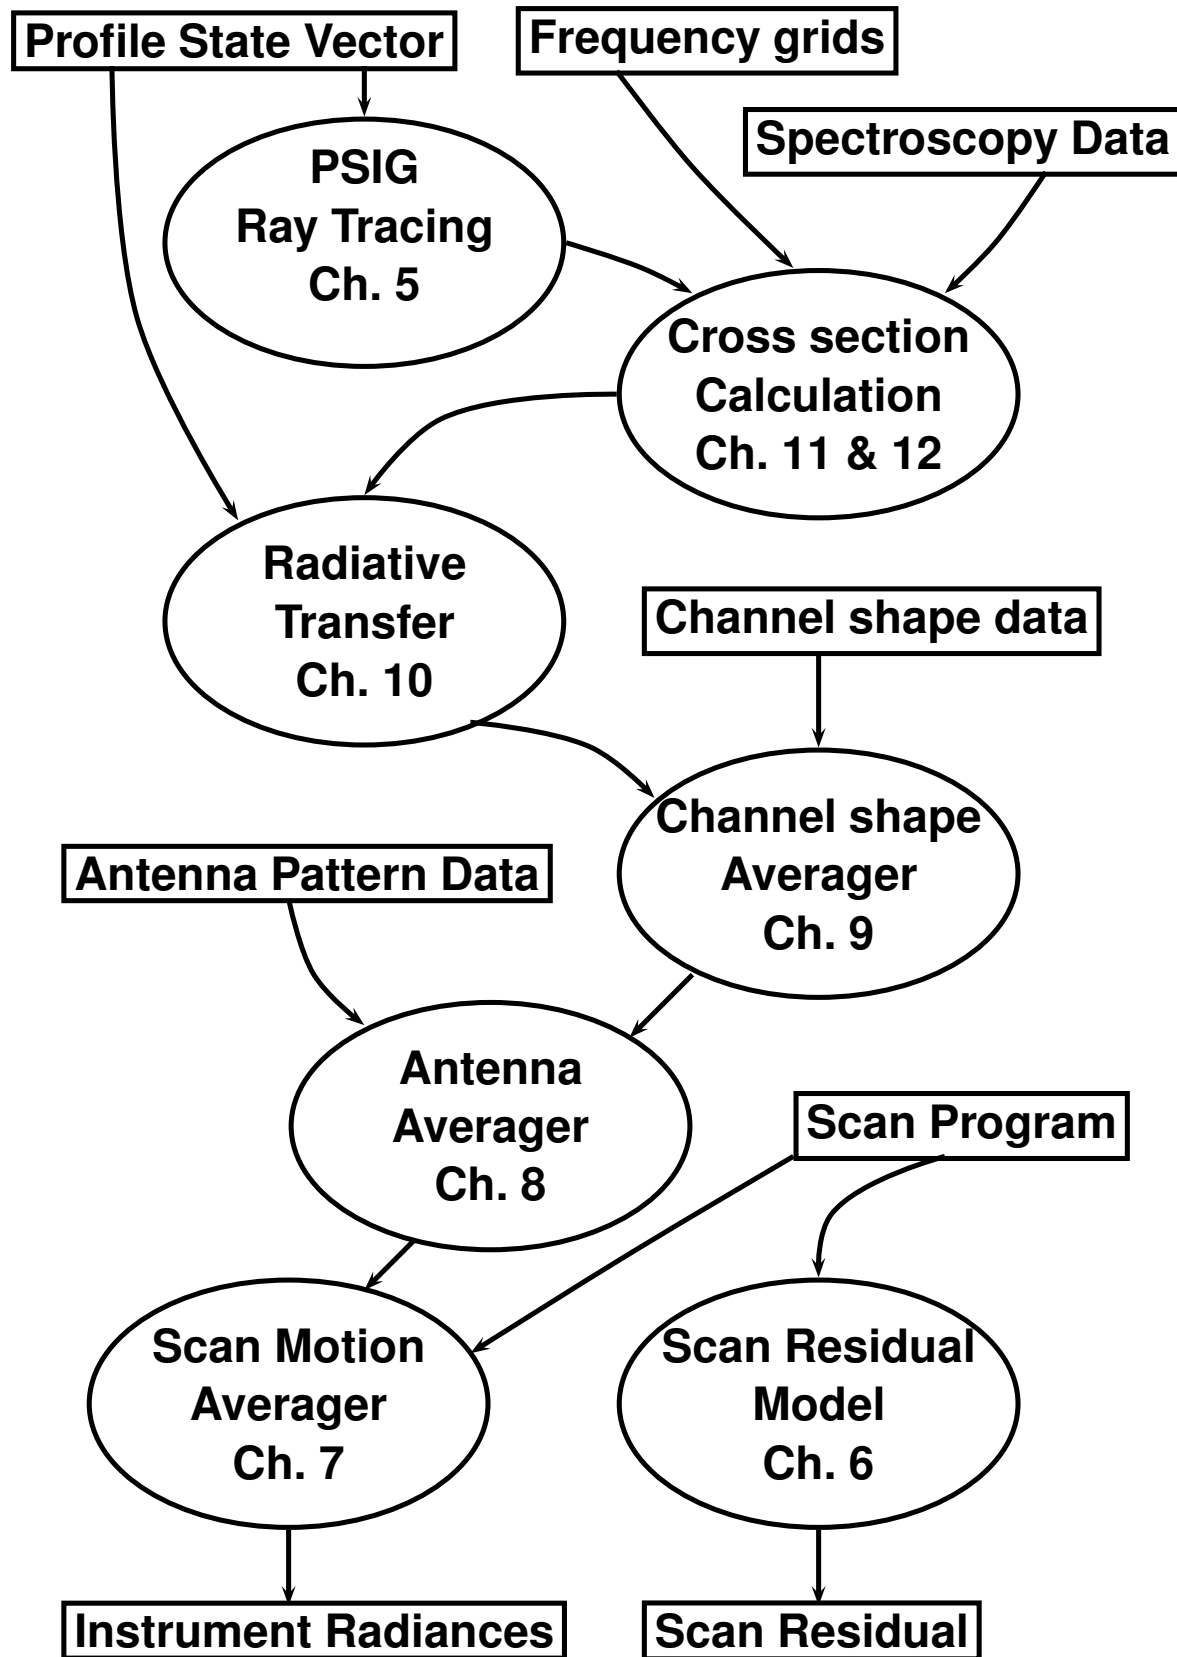 Profile State Vector
Frequency grids
Spectroscopy Data
PSIG
Ray Tracing
Ch. 5
Cross section
Calculation
Ch. 11 & 12
Radiative
Transfer
Ch. 10
Channel shape data
Channel shape
Averager
Ch. 9
Antenna Pattern Data
Antenna
Averager
Ch. 8
Scan Program
Scan Motion
Averager
Ch. 7
Scan Residual
Model
Ch. 6
Instrument Radiances
Scan Residual